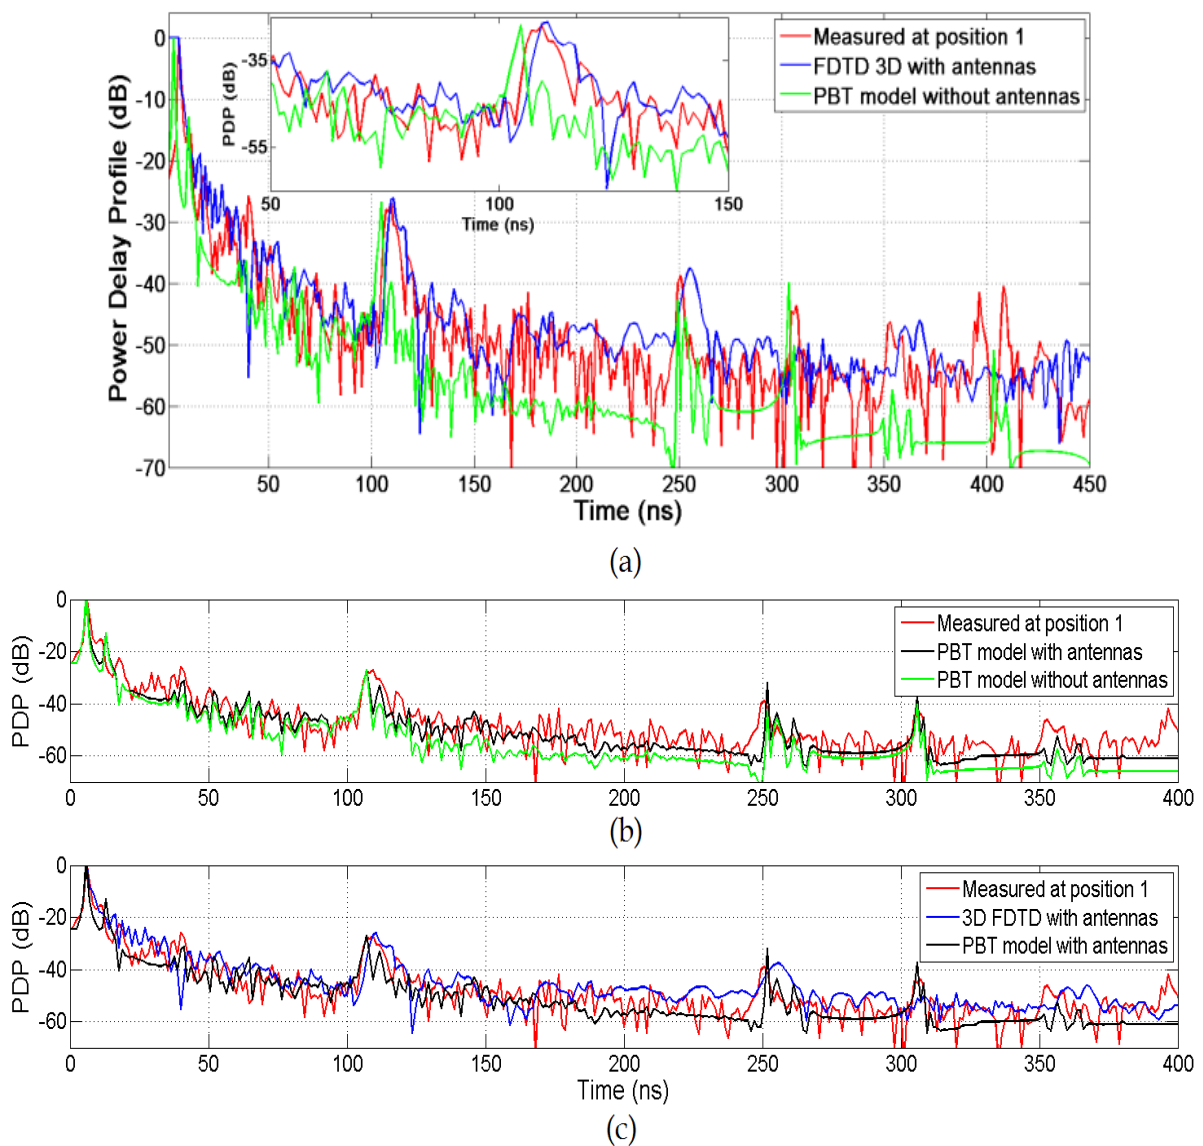 Measured at position 1
FDTD 3D with antennas
PBT model without antennas
Power Delay Profile (dB)
0
-10
-20
-30
-40
-50
-60
-70
PDP (dB)
-35
-55
50 100 150
Time (ns)
50 100 150 200 250 300 350 400 450
Time (ns)
(a)
Measured at position 1
PBT model with antennas
PBT model without antennas
PDP (dB)
0
-20
-40
-60
0 50 100 150 200 250 300 350 400
(b)
Measured at position 1
3D FDTD with antennas
PBT model with antennas
PDP (dB)
0
-20
-40
-60
0 50 100 150 200 250 300 350 400
Time (ns)
(c)